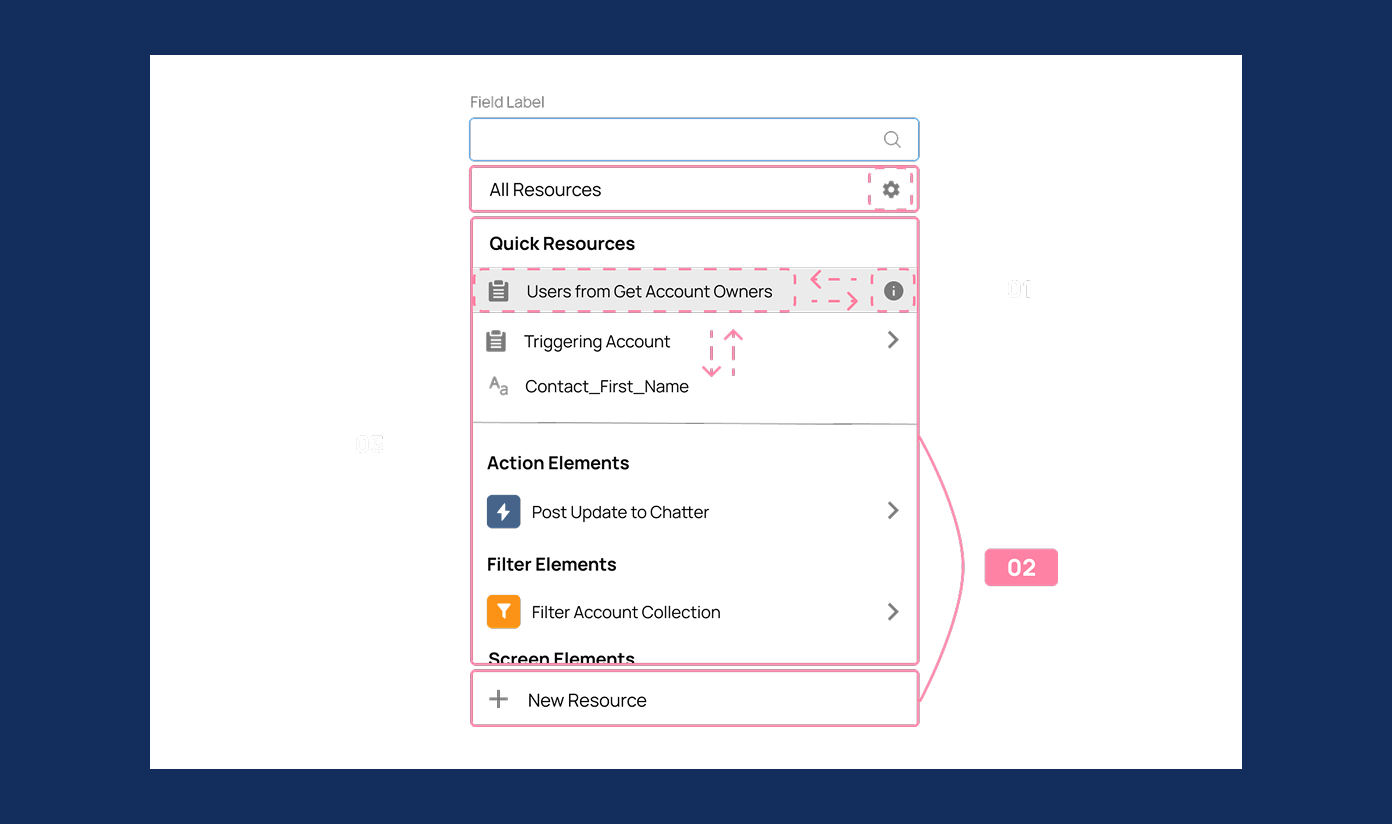 Field Label
All Resources
Quick Resources
Users from Get Account Owners
01
Triggering Account
Contact_First_Name
03
Action Elements
Post Update to Chatter
Filter Elements
02
Filter Account Collection
Screen Elements
New Resource